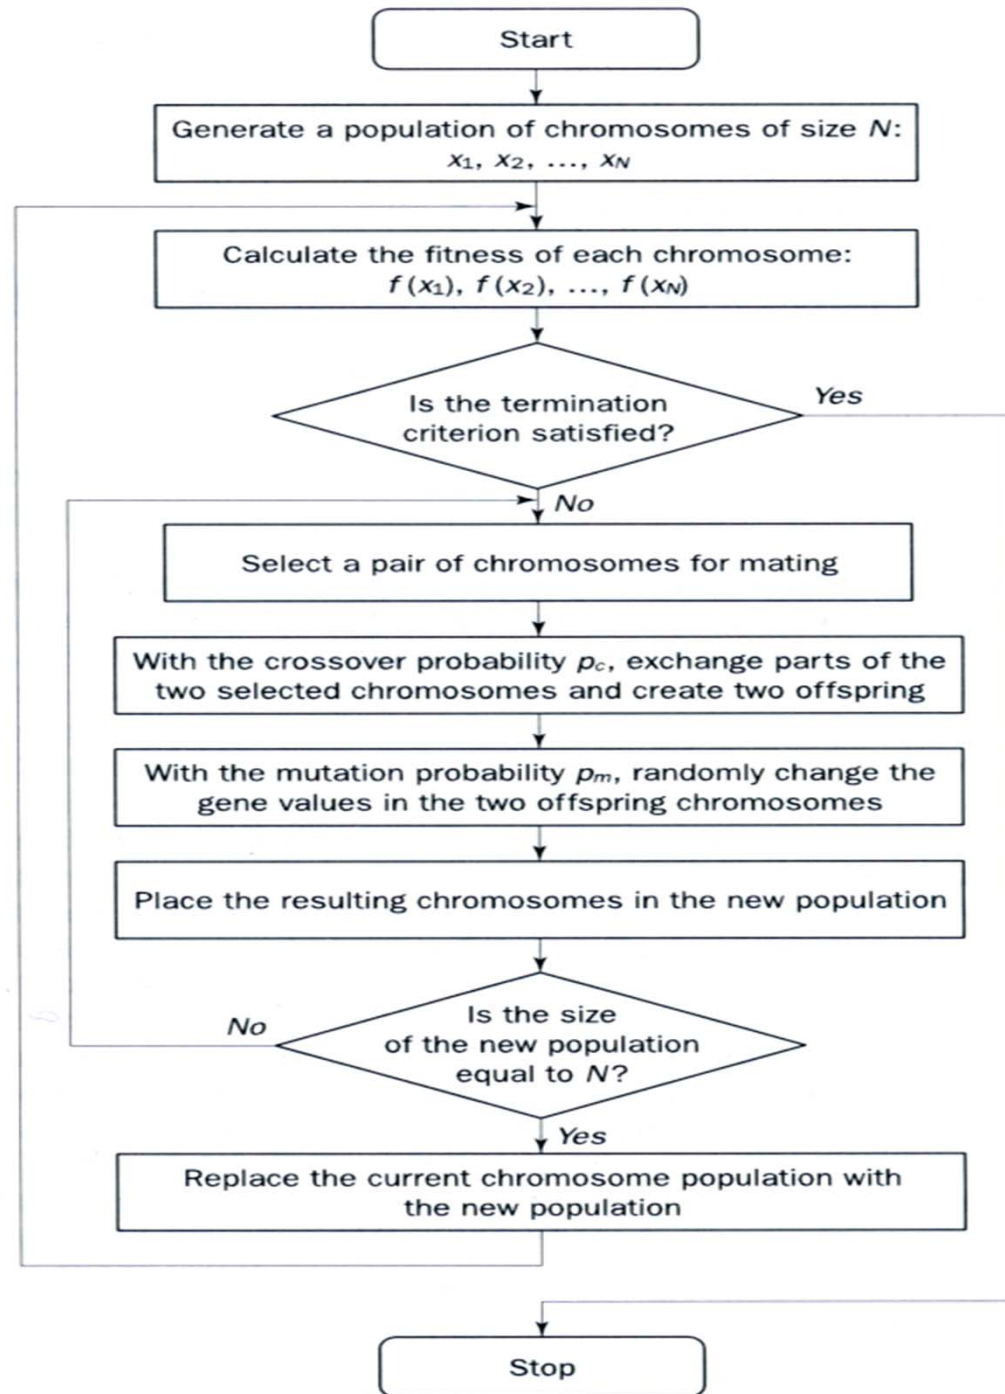 Start
Generate a population of chromosomes of size N:
x₁, x₂, ..., x_N
Calculate the fitness of each chromosome:
f (x₁), f (x₂), ..., f (x_N)
Is the termination
criterion satisfied?
Yes
No
Select a pair of chromosomes for mating
With the crossover probability p_c, exchange parts of the
two selected chromosomes and create two offspring
With the mutation probability p_m, randomly change the
gene values in the two offspring chromosomes
Place the resulting chromosomes in the new population
Is the size
of the new population
equal to N?
No
Yes
Replace the current chromosome population with
the new population
Stop